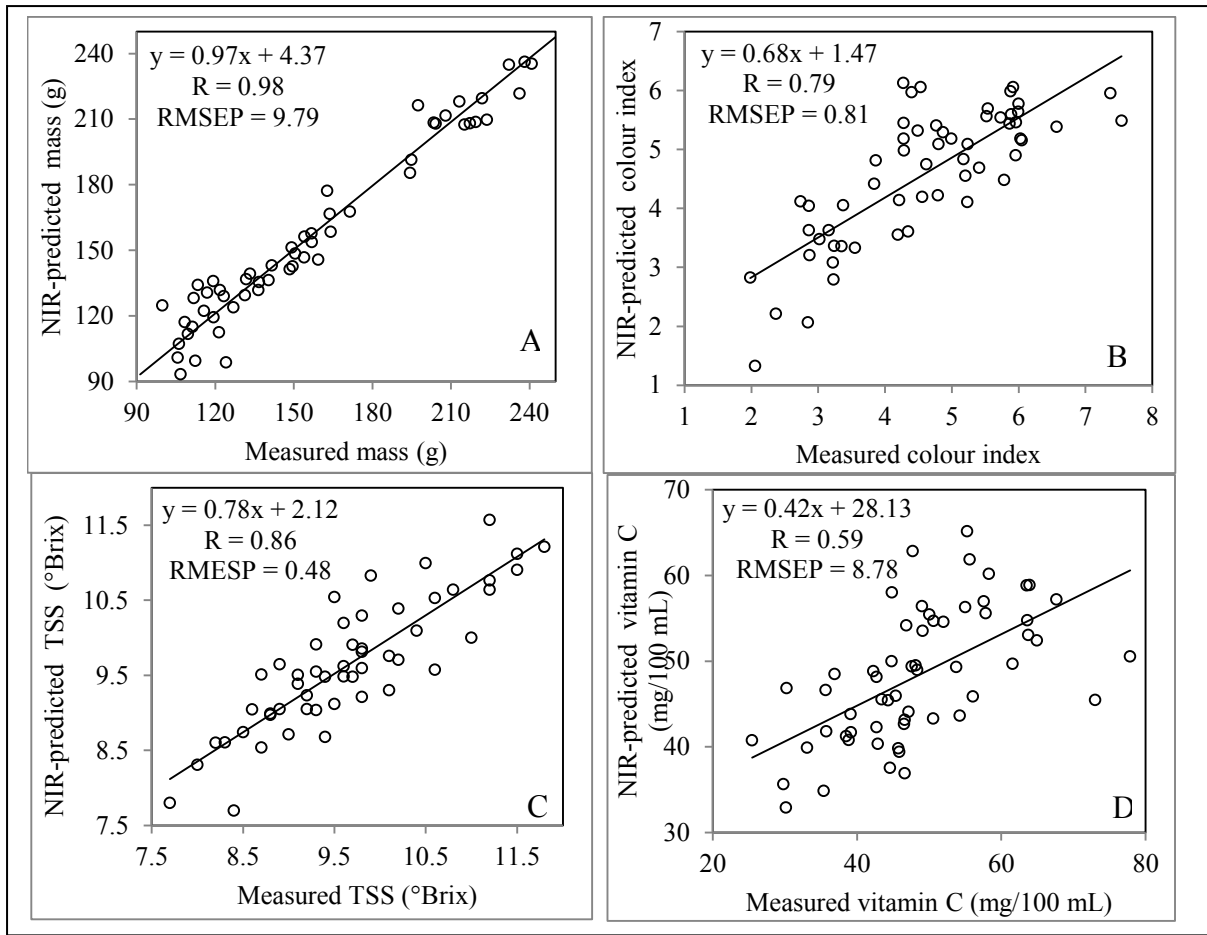 y = 0.97x + 4.37
R = 0.98
RMSEP = 9.79
NIR-predicted mass (g)
240
210
180
150
120
90
A
90 120 150 180 210 240
Measured mass (g)
y = 0.68x + 1.47
R = 0.79
RMSEP = 0.81
NIR-predicted colour index
7
6
5
4
3
2
1
B
1 2 3 4 5 6 7 8
Measured colour index
y = 0.78x + 2.12
R = 0.86
RMESP = 0.48
NIR-predicted TSS (°Brix)
11.5
10.5
9.5
8.5
7.5
C
7.5 8.5 9.5 10.5 11.5
Measured TSS (°Brix)
y = 0.42x + 28.13
R = 0.59
RMSEP = 8.78
NIR-predicted vitamin C
(mg/100 mL)
70
60
50
40
30
D
20 40 60 80
Measured vitamin C (mg/100 mL)